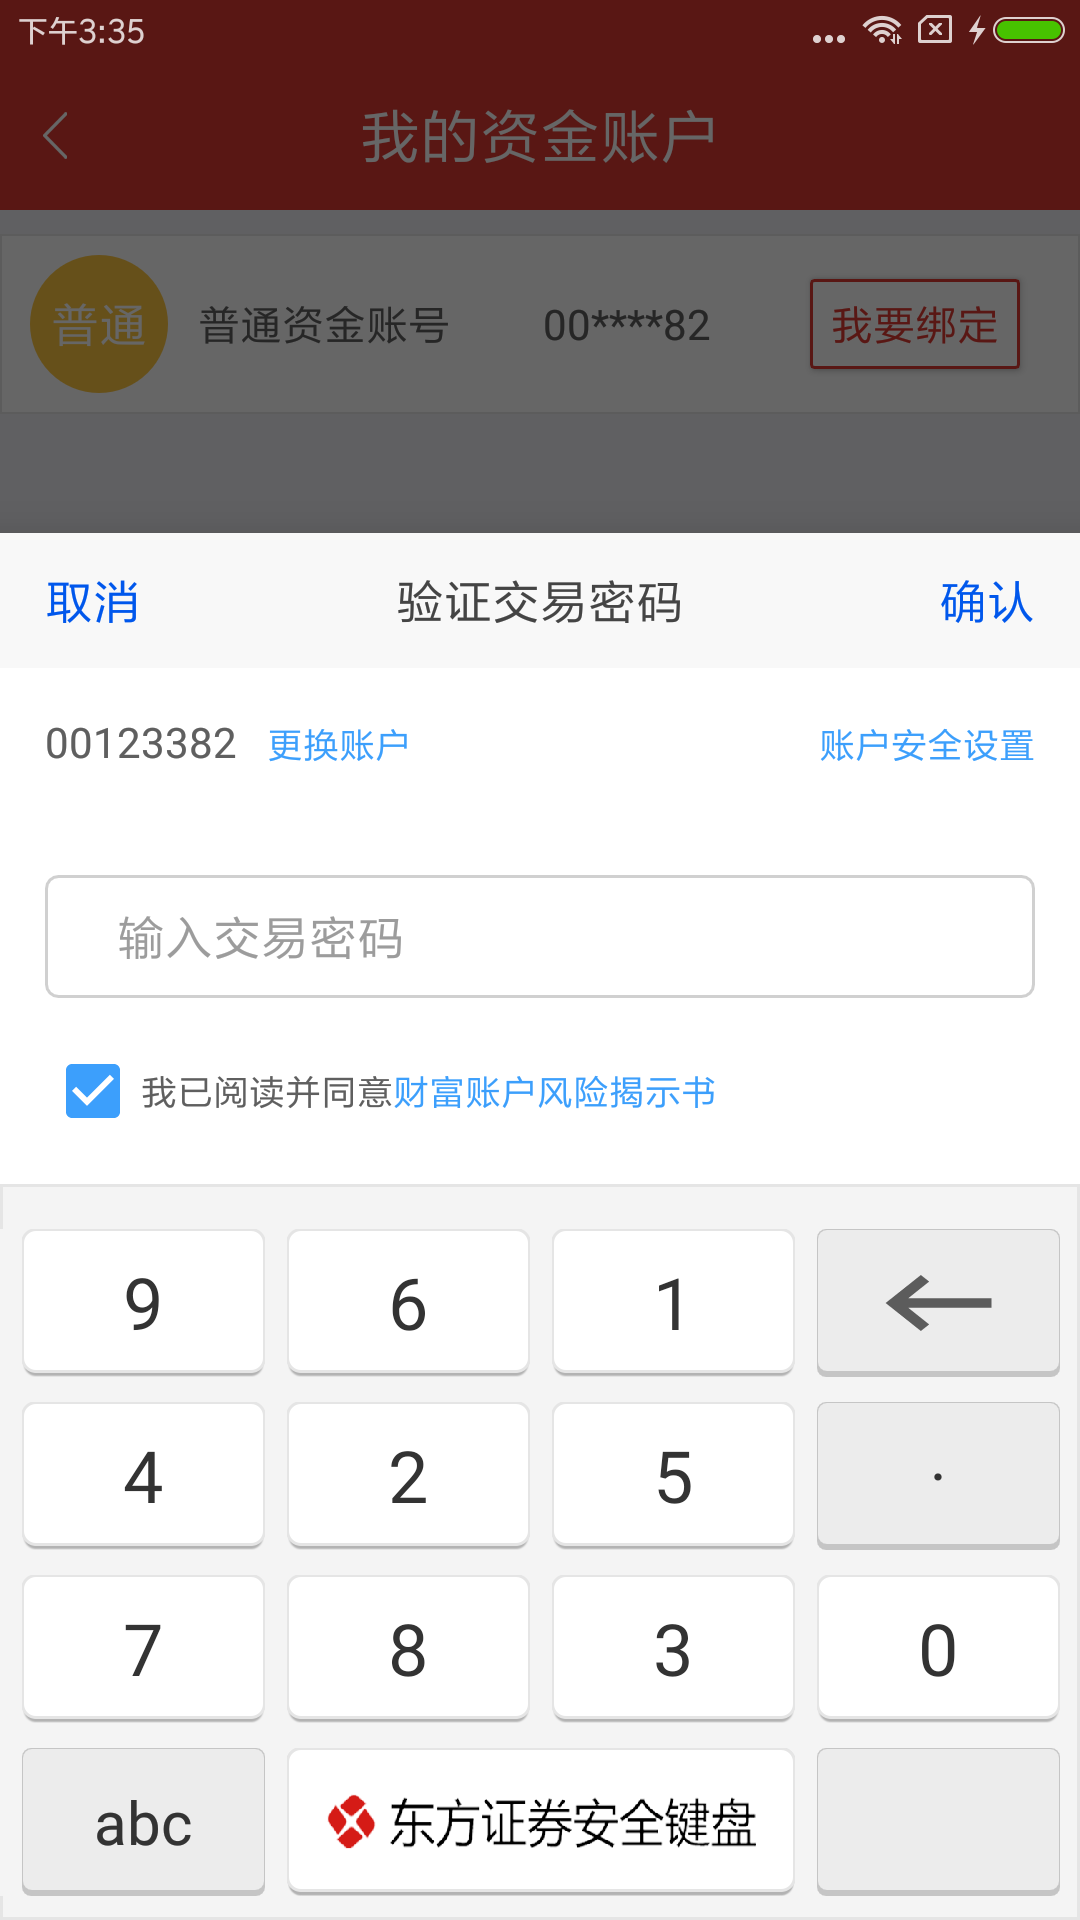 下午3:35
我的资金账户
普通 普通资金账号 00****82 我要绑定
取消 验证交易密码 确认
00123382 更换账户 账户安全设置
输入交易密码
我已阅读并同意财富账户风险揭示书
9 6 1
4 2 5 ·
7 8 3 0
abc 东方证券安全键盘